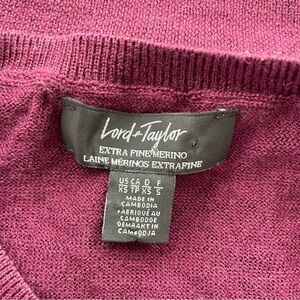 Lord & Taylor
EXTRA FINE MERINO
LAINE MÉRINOS EXTRAFINE
US CA D F
XS TP XS S
MADE IN
CAMBODIA
FABRIQUÉ AU
CAMBODGE
GEMAAKT IN
CAMBODJA